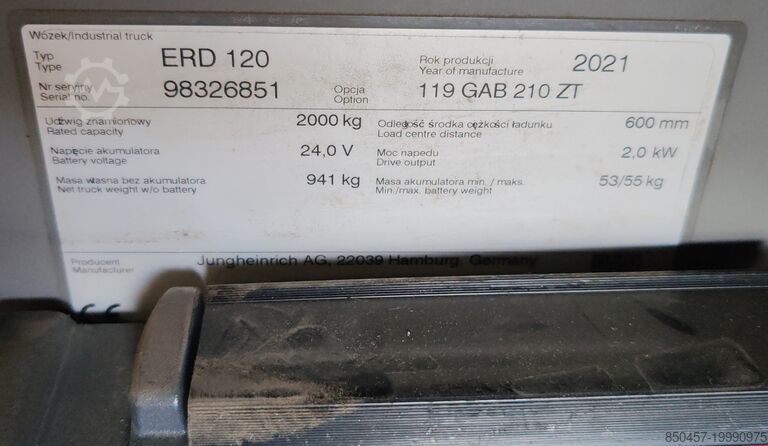 Wózek/Industrial truck
Typ ERD 120 Rok produkcji 2021
Type Year of manufacture
Nr seryjny 98326851 Opcja 119 GAB 210 ZT
Serial no. Option
Udźwig znamionowy 2000 kg Odległość środka ciężkości ładunku 600 mm
Rated capacity Load centre distance
Napięcie akumulatora 24,0 V Moc napedu 2,0 kW
Battery voltage Drive output
Masa własna bez akumulatora 941 kg Masa akumulatora min. / maks. 53/55 kg
Net truck weight w/o battery Min./max. battery weight
Producent Jungheinrich AG, 22039 Hamburg, Germany
Manufacturer
CE
850457-19990975